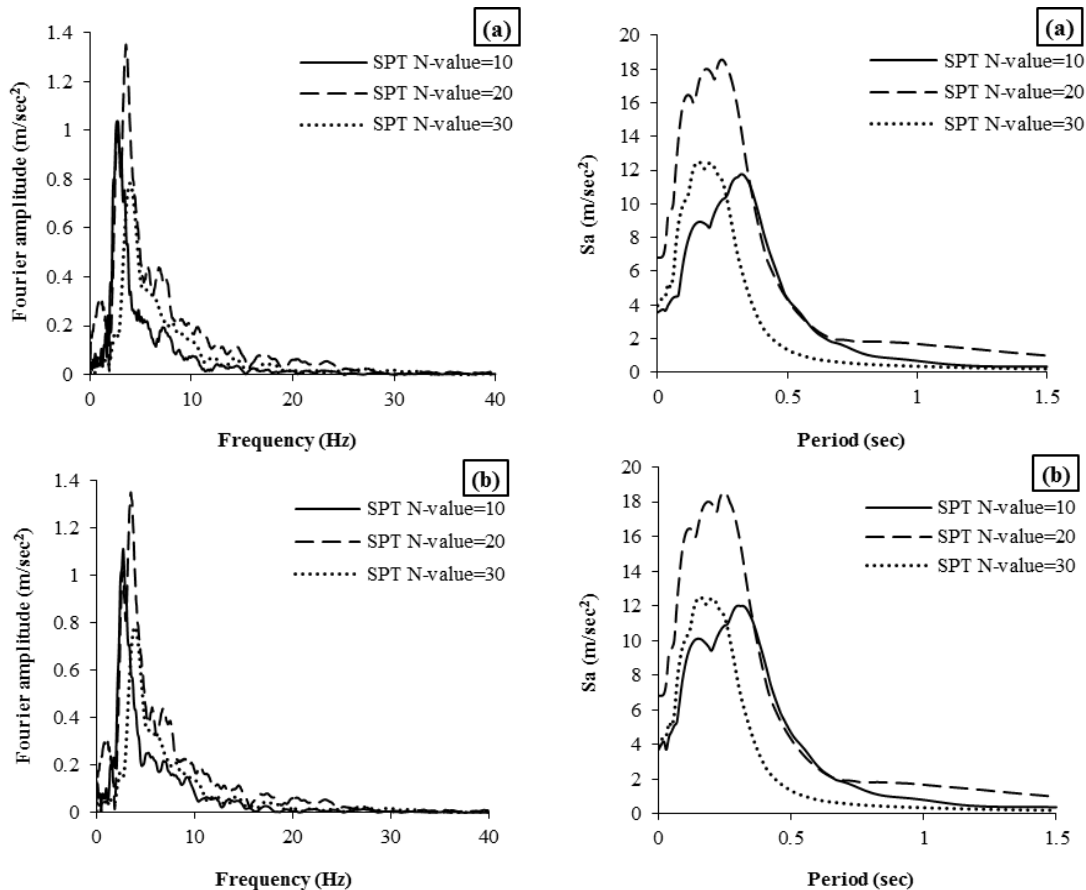 (a)
Fourier amplitude (m/sec²)
1.4
1.2
1
0.8
0.6
0.4
0.2
0
SPT N-value=10
SPT N-value=20
SPT N-value=30
0 10 20 30 40
Frequency (Hz)
(a)
Sa (m/sec²)
20
18
16
14
12
10
8
6
4
2
0
SPT N-value=10
SPT N-value=20
SPT N-value=30
0 0.5 1 1.5
Period (sec)
(b)
Fourier amplitude (m/sec²)
1.4
1.2
1
0.8
0.6
0.4
0.2
0
SPT N-value=10
SPT N-value=20
SPT N-value=30
0 10 20 30 40
Frequency (Hz)
(b)
Sa (m/sec²)
20
18
16
14
12
10
8
6
4
2
0
SPT N-value=10
SPT N-value=20
SPT N-value=30
0 0.5 1 1.5
Period (sec)